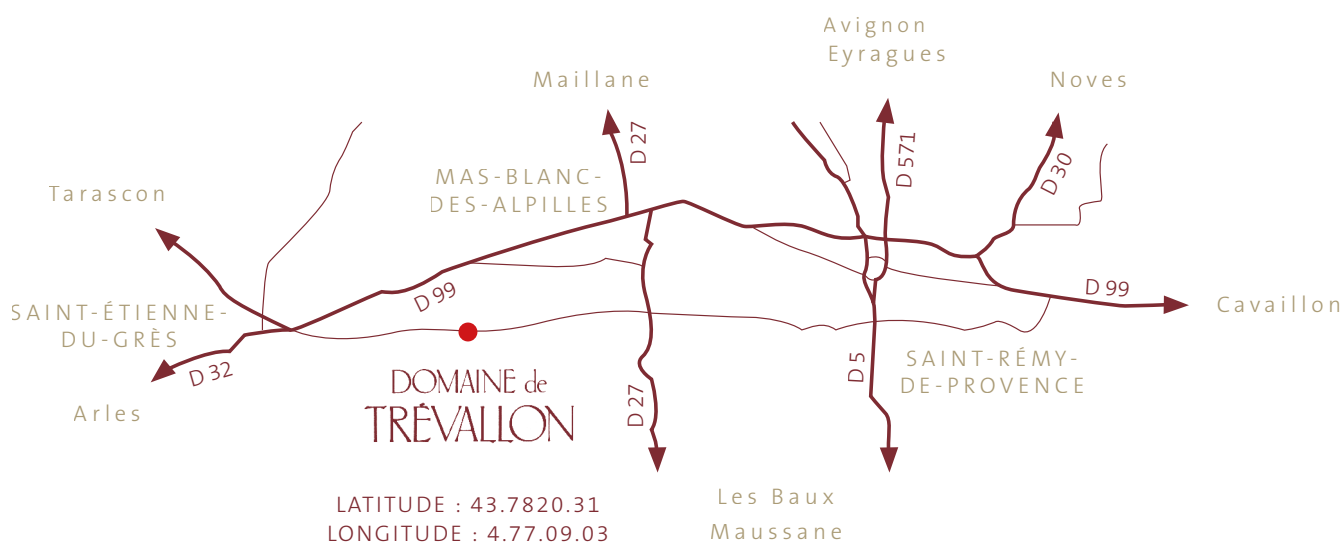 Avignon
Eyragues
Maillane
Noves
D 27
D 571
D 30
MAS-BLANC-
DES-ALPILLES
Tarascon
D 99
D 99
Cavaillon
SAINT-ÉTIENNE-
DU-GRÈS
D 32
Arles
DOMAINE de
TRÉVALLON
D 27
D 5
SAINT-RÉMY-
DE-PROVENCE
LATITUDE : 43.7820.31
LONGITUDE : 4.77.09.03
Les Baux
Maussane